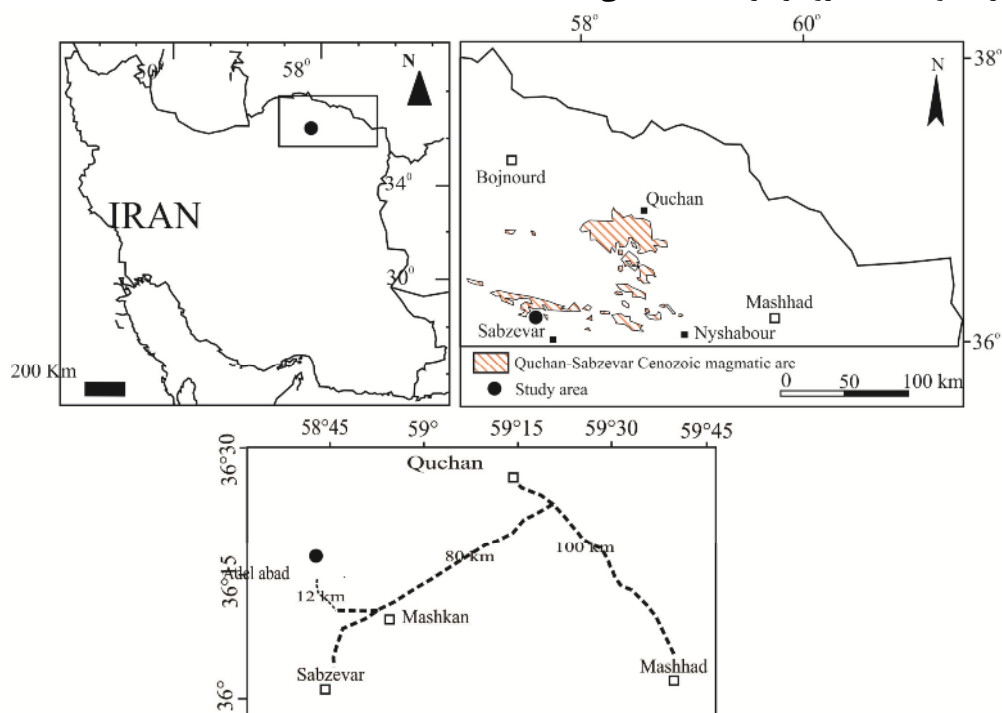 50°
58°
N
34°
30°
IRAN
200 Km
58°
60°
38°
36°
N
Bojnourd
Quchan
Mashhad
Sabzevar
Nyshabour
Quchan-Sabzevar Cenozoic magmatic arc
Study area
0 50 100 km
58°45 59° 59°15 59°30 59°45
36°30
36°15
36°
Quchan
80 km
100 km
Adel abad
12 km
Mashkan
Sabzevar
Mashhad